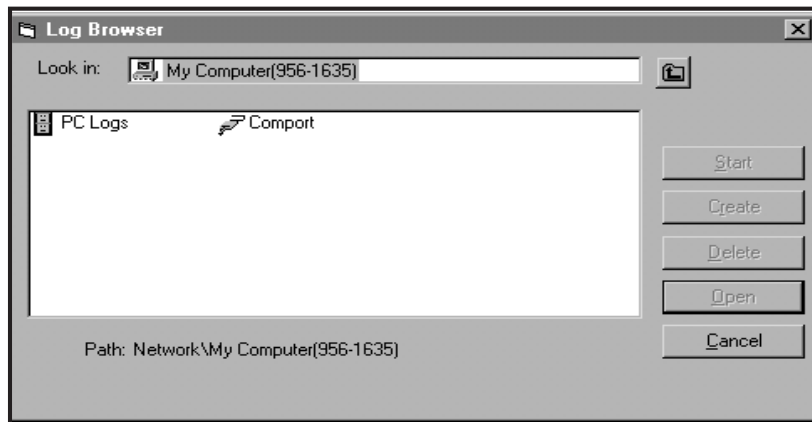 Log Browser
Look in: My Computer(956-1635)
PC Logs Comport
Start
Create
Delete
Open
Cancel
Path: Network\My Computer(956-1635)